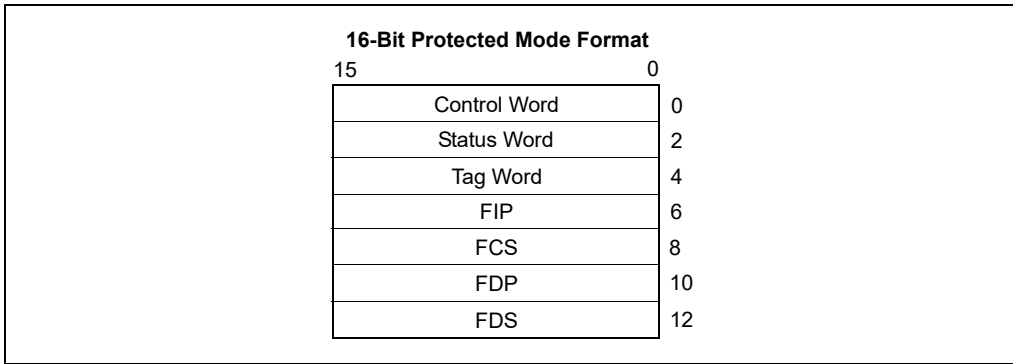 16-Bit Protected Mode Format
15 0
Control Word 0
Status Word 2
Tag Word 4
FIP 6
FCS 8
FDP 10
FDS 12